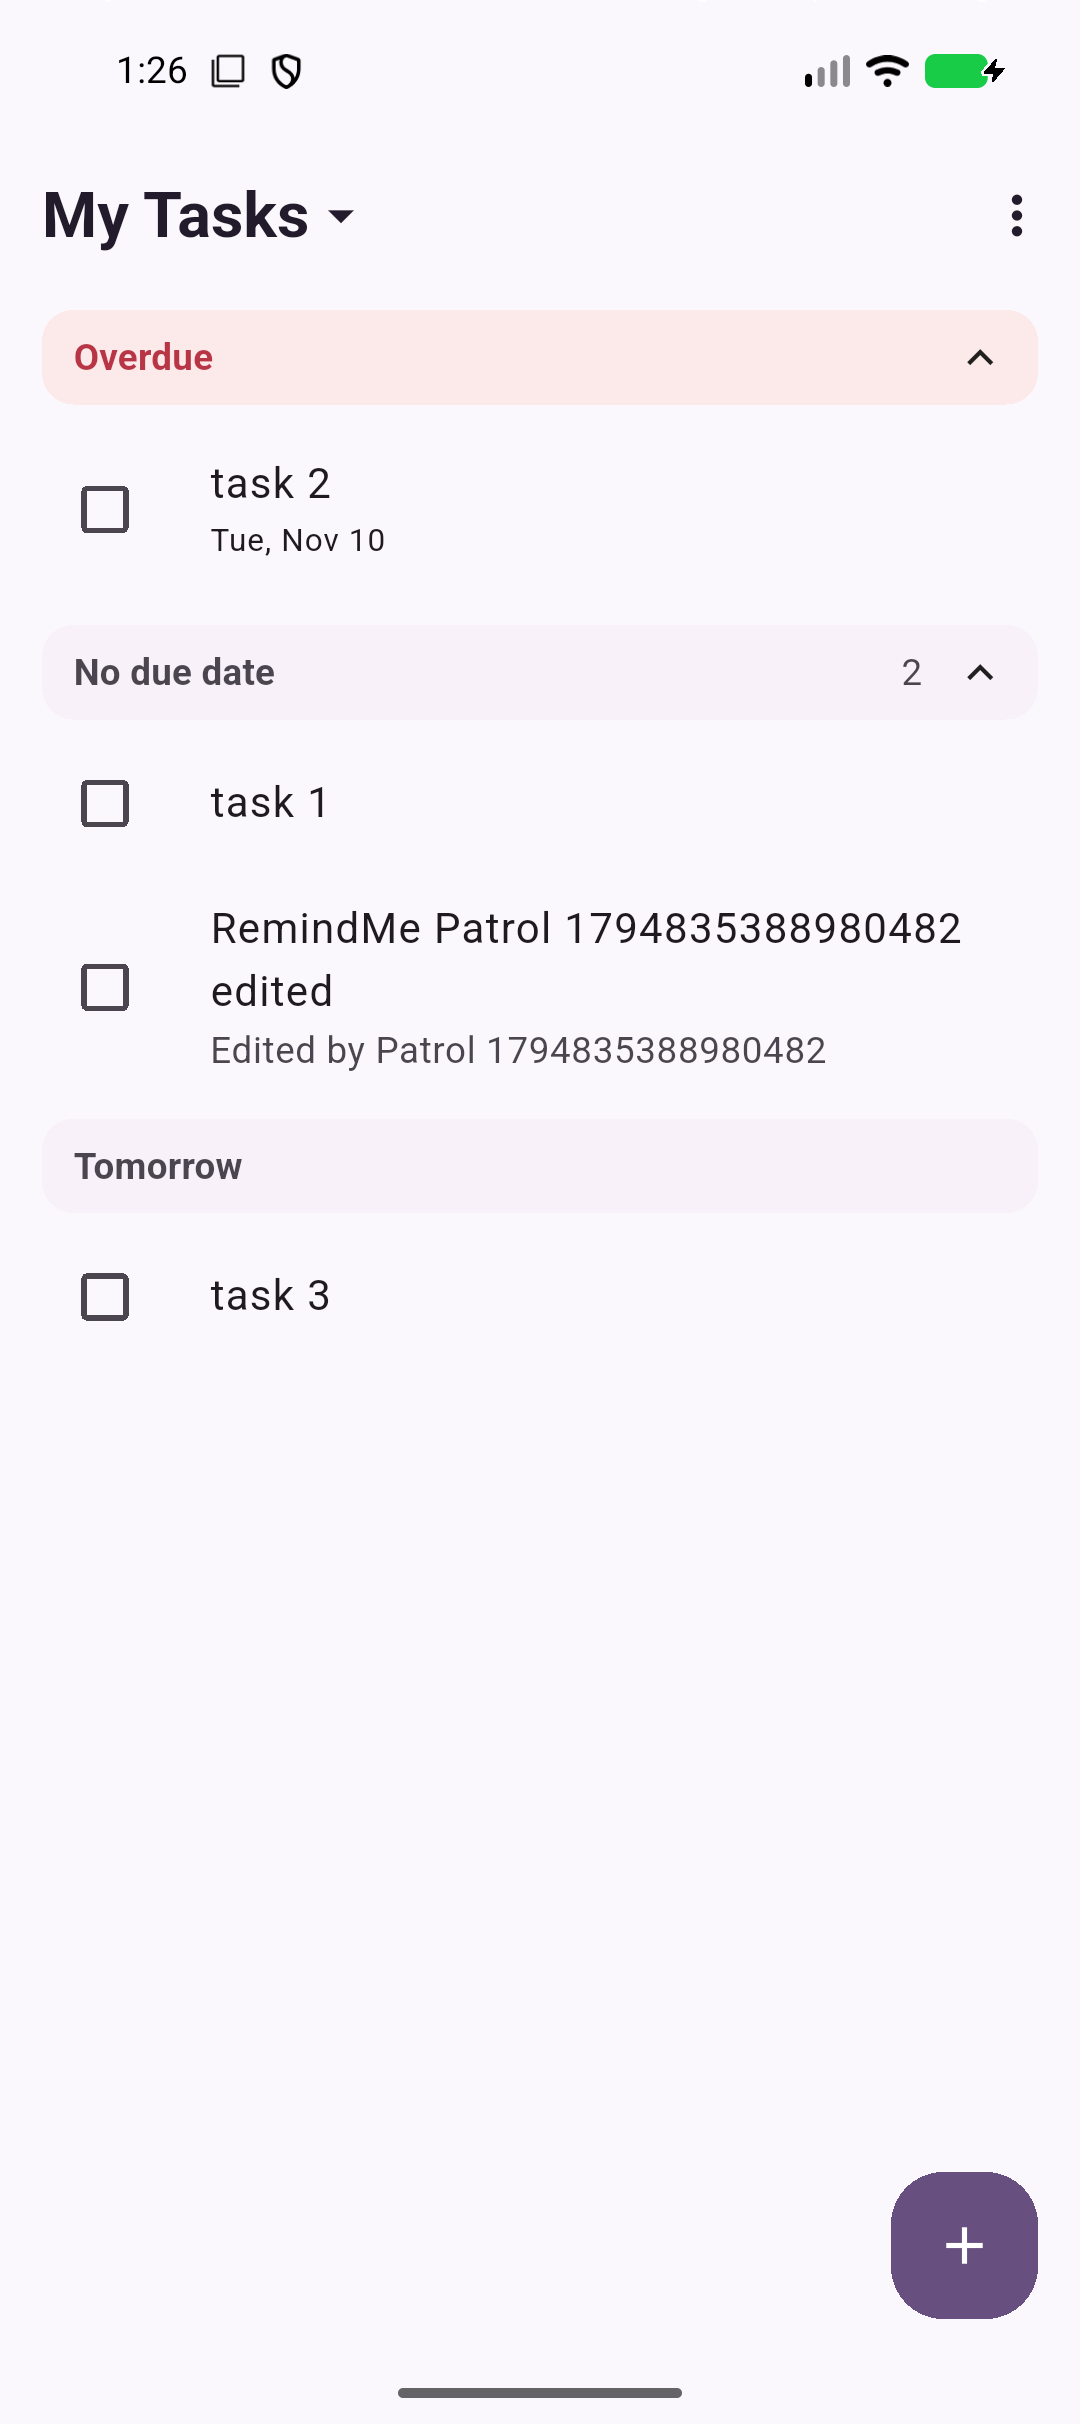 1:26
My Tasks
Overdue
task 2
Tue, Nov 10
No due date 2
task 1
RemindMe Patrol 1794835388980482
edited
Edited by Patrol 1794835388980482
Tomorrow
task 3